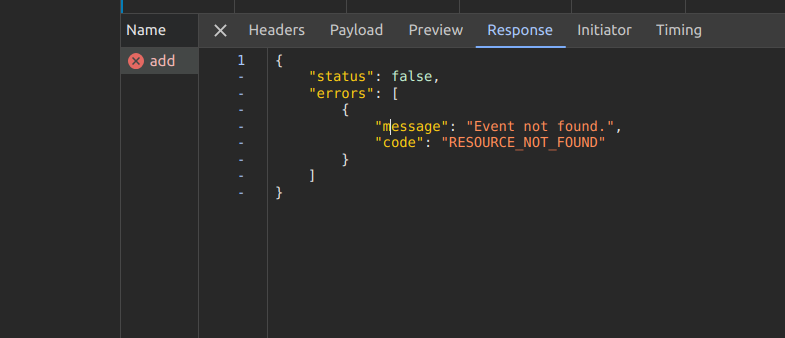 Name
Headers Payload Preview Response Initiator Timing
add
1 {
- "status": false,
- "errors": [
- {
- "message": "Event not found.",
- "code": "RESOURCE_NOT_FOUND"
- }
- ]
- }